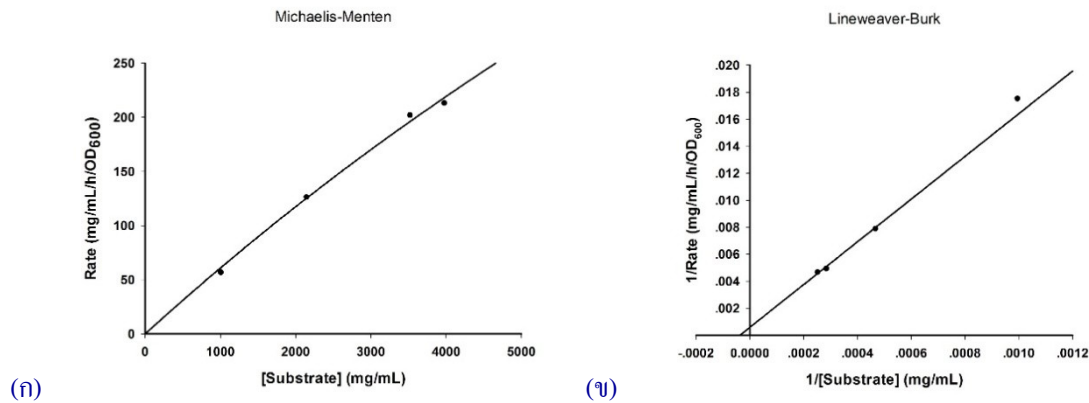 Michaelis-Menten
Rate (mg/mL/h/OD600)
250
200
150
100
50
0
0 1000 2000 3000 4000 5000
[Substrate] (mg/mL)
(ก)
Lineweaver-Burk
1/Rate (mg/mL/h/OD600)
.020
.018
.016
.014
.012
.010
.008
.006
.004
.002
-.0002 0.0000 .0002 .0004 .0006 .0008 .0010 .0012
1/[Substrate] (mg/mL)
(ข)